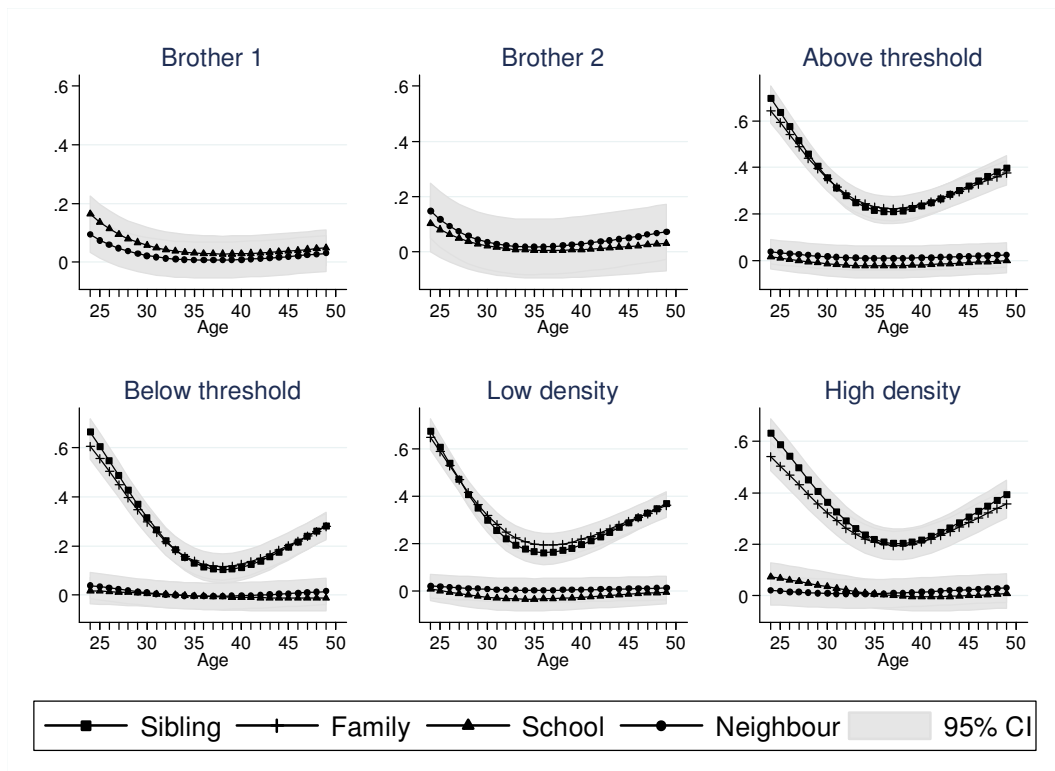 Brother 1
.6
.4
.2
0
25 30 35 40 45 50
Age
Brother 2
.6
.4
.2
0
25 30 35 40 45 50
Age
Above threshold
.6
.4
.2
0
25 30 35 40 45 50
Age
Below threshold
.6
.4
.2
0
25 30 35 40 45 50
Age
Low density
.6
.4
.2
0
25 30 35 40 45 50
Age
High density
.6
.4
.2
0
25 30 35 40 45 50
Age
Sibling Family School Neighbour 95% CI